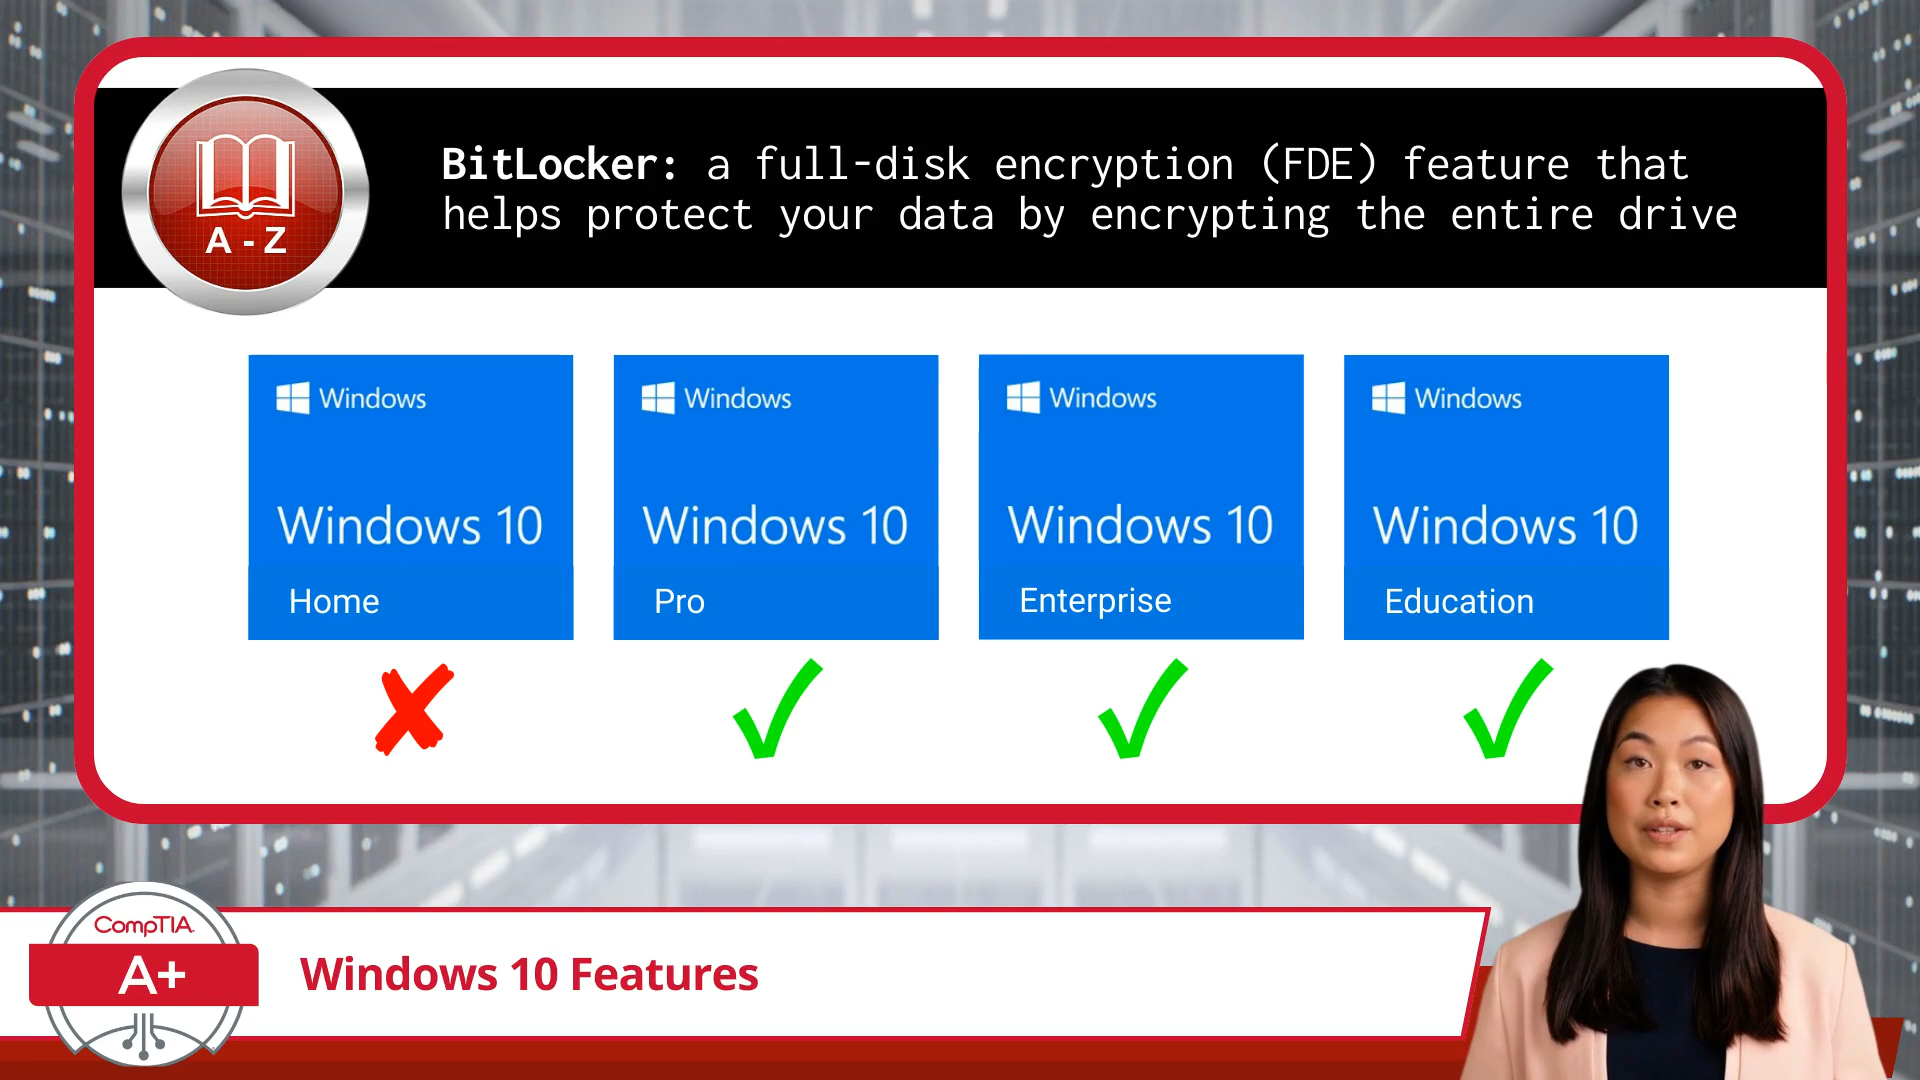 A - Z
BitLocker: a full-disk encryption (FDE) feature that
helps protect your data by encrypting the entire drive
Windows
Windows 10
Home
Windows
Windows 10
Pro
Windows
Windows 10
Enterprise
Windows
Windows 10
Education
CompTIA
A+
Windows 10 Features